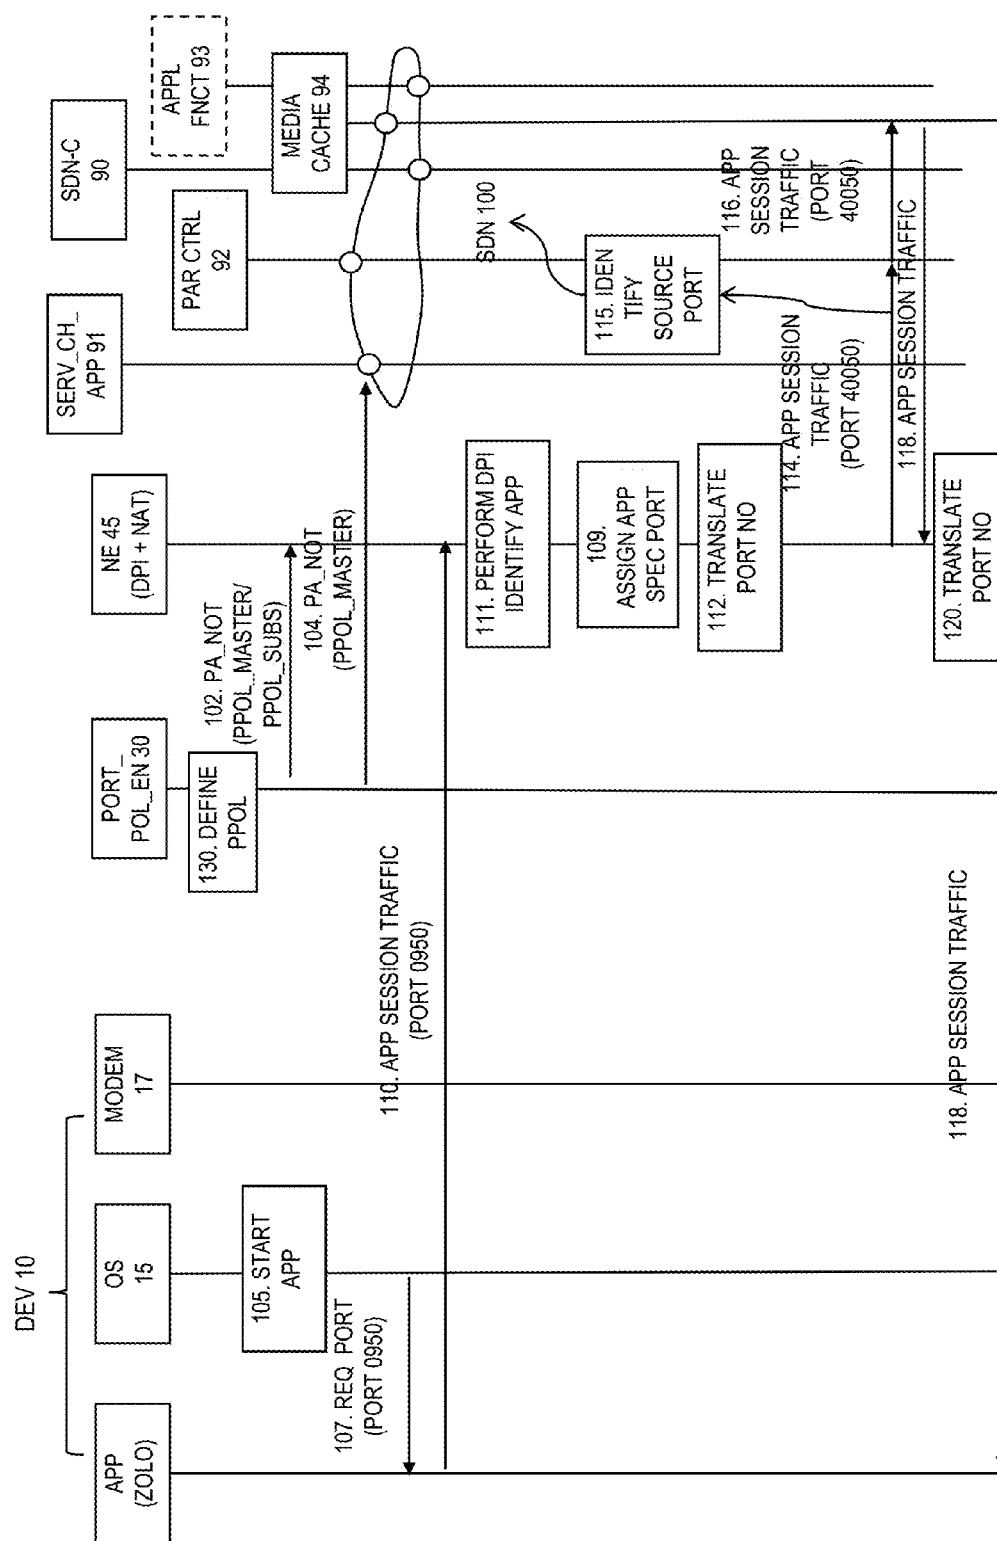 DEV 10
APP
(ZOLO)
OS
15
MODEM
17
PORT_
POL_EN 30
NE 45
(DPI + NAT)
SERV_CH_
APP 91
PAR CTRL
92
SDN-C
90
APPL
FNCT 93
MEDIA
CACHE 94
130. DEFINE
PPOL
102. PA_NOT
(PPOL_MASTER/
PPOL_SUBS)
104. PA_NOT
(PPOL_MASTER)
105. START
APP
107. REQ PORT
(PORT 0950)
110. APP SESSION TRAFFIC
(PORT 0950)
111. PERFORM DPI
IDENTIFY APP
SDN 100
109.
ASSIGN APP
SPEC PORT
115. IDEN
TIFY
SOURCE
PORT
112. TRANSLATE
PORT NO
114. APP SESSION
TRAFFIC
(PORT 40050)
116. APP
SESSION
TRAFFIC
(PORT
40050)
118. APP SESSION TRAFFIC
120. TRANSLATE
PORT NO
118. APP SESSION TRAFFIC